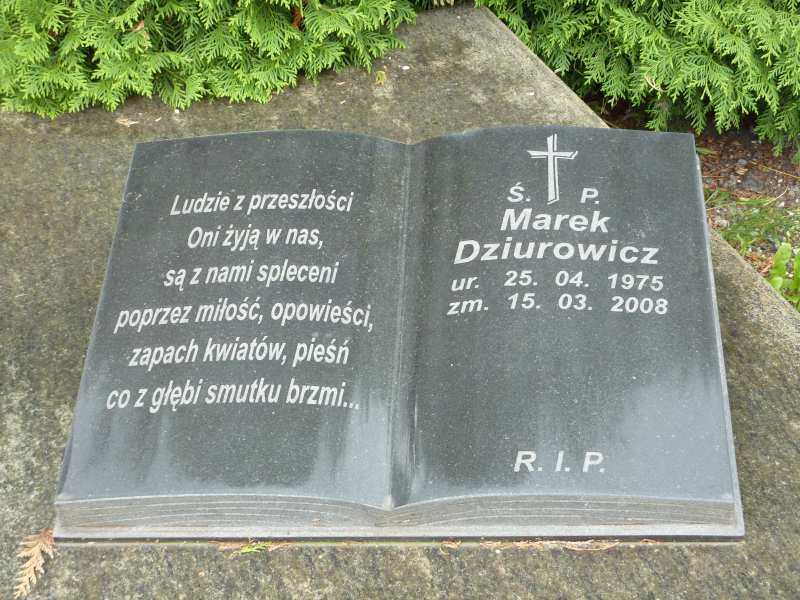 Ludzie z przeszłości
Oni żyją w nas,
są z nami spleceni
poprzez miłość, opowieści,
zapach kwiatów, pieśń
co z głębi smutku brzmi...
Ś. P.
Marek
Dziurowicz
ur. 25. 04. 1975
zm. 15. 03. 2008
R. I. P.